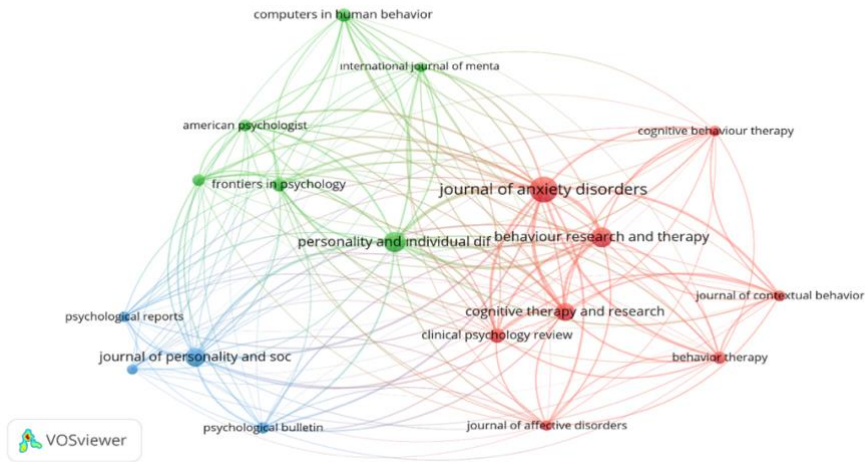 computers in human behavior
international journal of menta
american psychologist
cognitive behaviour therapy
frontiers in psychology
journal of anxiety disorders
personality and individual dif
behaviour research and therapy
journal of contextual behavior
cognitive therapy and research
psychological reports
clinical psychology review
journal of personality and soc
behavior therapy
journal of affective disorders
psychological bulletin
VOSviewer